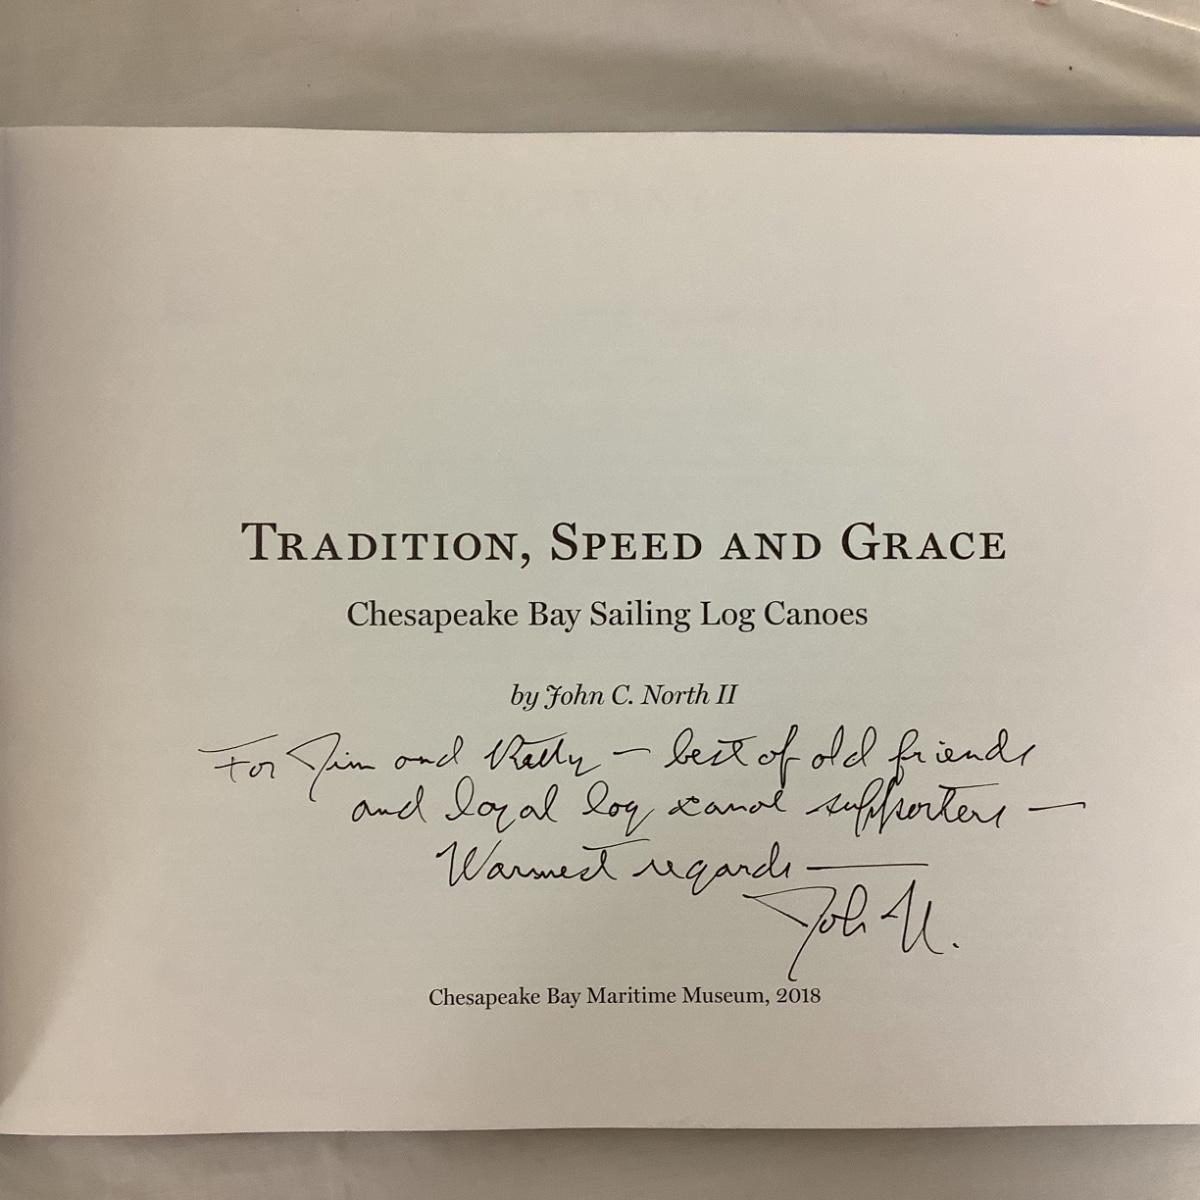 TRADITION, SPEED AND GRACE
Chesapeake Bay Sailing Log Canoes
by John C. North II
For Jim and Kathy — best of old friends
and loyal log canoe supporters —
Warmest regards —
John N.
Chesapeake Bay Maritime Museum, 2018